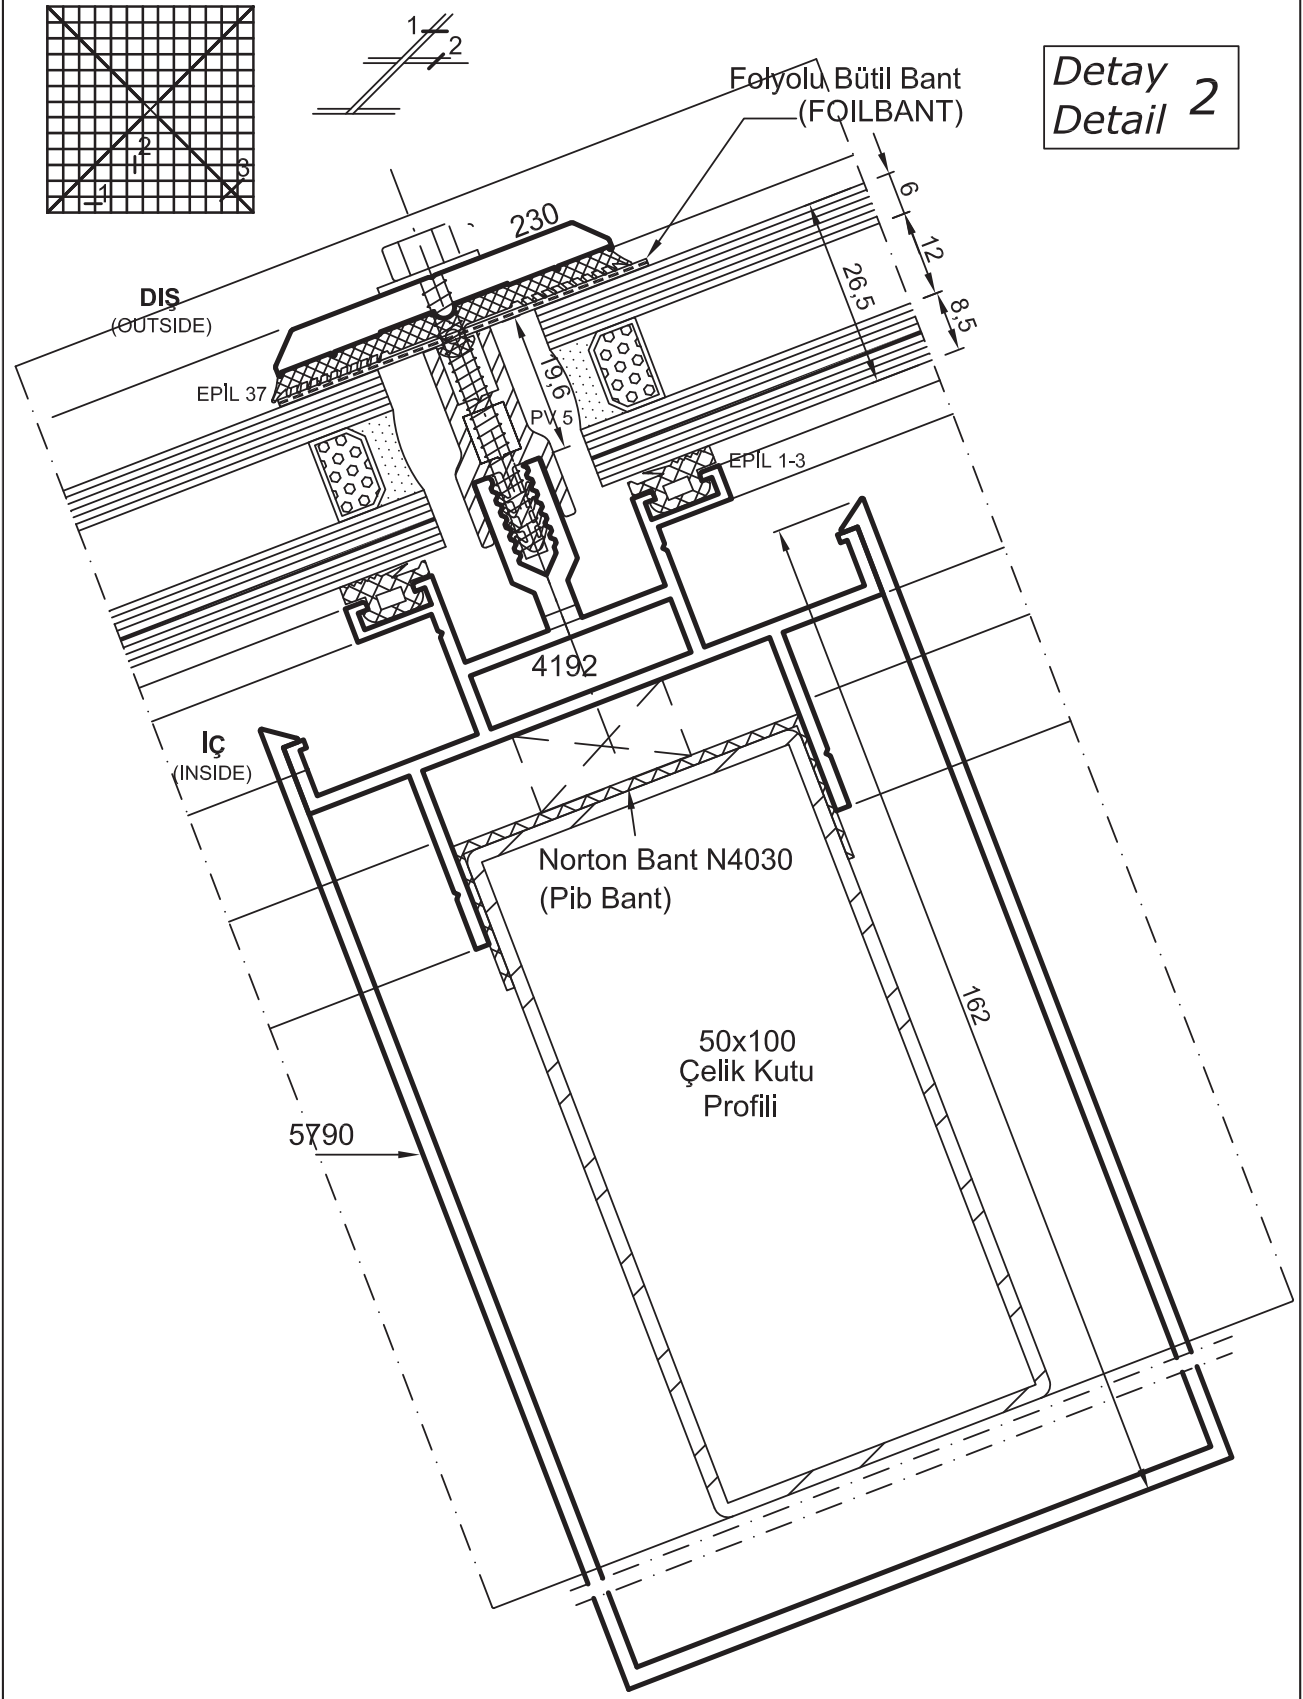 1
2
2
3
1
Detay
Detail 2
Folyolu Bütil Bant
(FOILBANT)
230
6
12
26,5
8,5
DIŞ
(OUTSIDE)
EPİL 37
19,6
PV 5
EPİL 1-3
4192
İÇ
(INSIDE)
Norton Bant N4030
(Pib Bant)
162
50x100
Çelik Kutu
Profili
5790